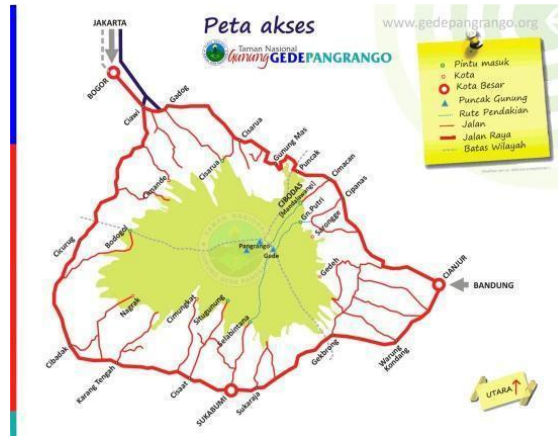 JAKARTA
Peta akses
Taman Nasional
Gunung GEDEPANGRANGO
www.gedepangrango.org
Pintu masuk
Kota
Kota Besar
Puncak Gunung
Rute Pendakian
Jalan
Jalan Raya
Batas Wilayah
BOGOR
Ciawi
Gadog
Cisarua
Gunung Mas
Puncak
Cimacan
Cipanas
Cimande
Cisarua
CIBODAS
(Mandalawangi)
Gn.Putri
Sarongge
Bodogol
Cicurug
Pangrango
Gede
Gedeh
CIANJUR
BANDUNG
Nagrak
Cimungkat
Situgunung
Selabintana
Cibadak
Karang Tengah
Cisaat
SUKABUMI
Sukaraja
Gekbrong
Warung
Kondang
UTARA